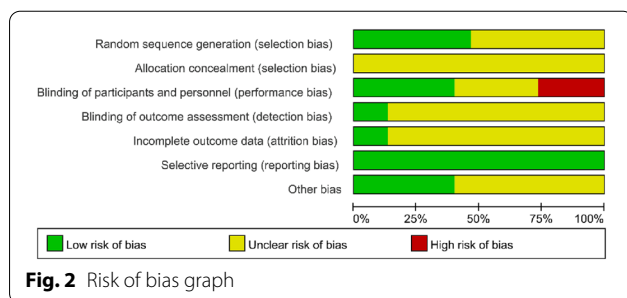 Random sequence generation (selection bias)
Allocation concealment (selection bias)
Blinding of participants and personnel (performance bias)
Blinding of outcome assessment (detection bias)
Incomplete outcome data (attrition bias)
Selective reporting (reporting bias)
Other bias
0% 25% 50% 75% 100%
Low risk of bias Unclear risk of bias High risk of bias
Fig. 2 Risk of bias graph